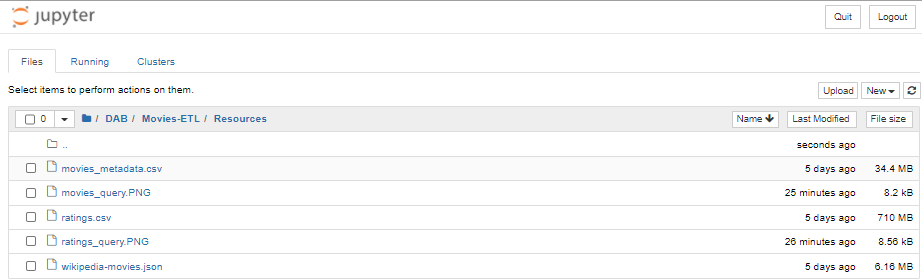 jupyter Quit Logout
Files Running Clusters
Select items to perform actions on them. Upload New
0 / DAB / Movies-ETL / Resources Name Last Modified File size
.. seconds ago
movies_metadata.csv 5 days ago 34.4 MB
movies_query.PNG 25 minutes ago 8.2 kB
ratings.csv 5 days ago 710 MB
ratings_query.PNG 26 minutes ago 8.56 kB
wikipedia-movies.json 5 days ago 6.16 MB